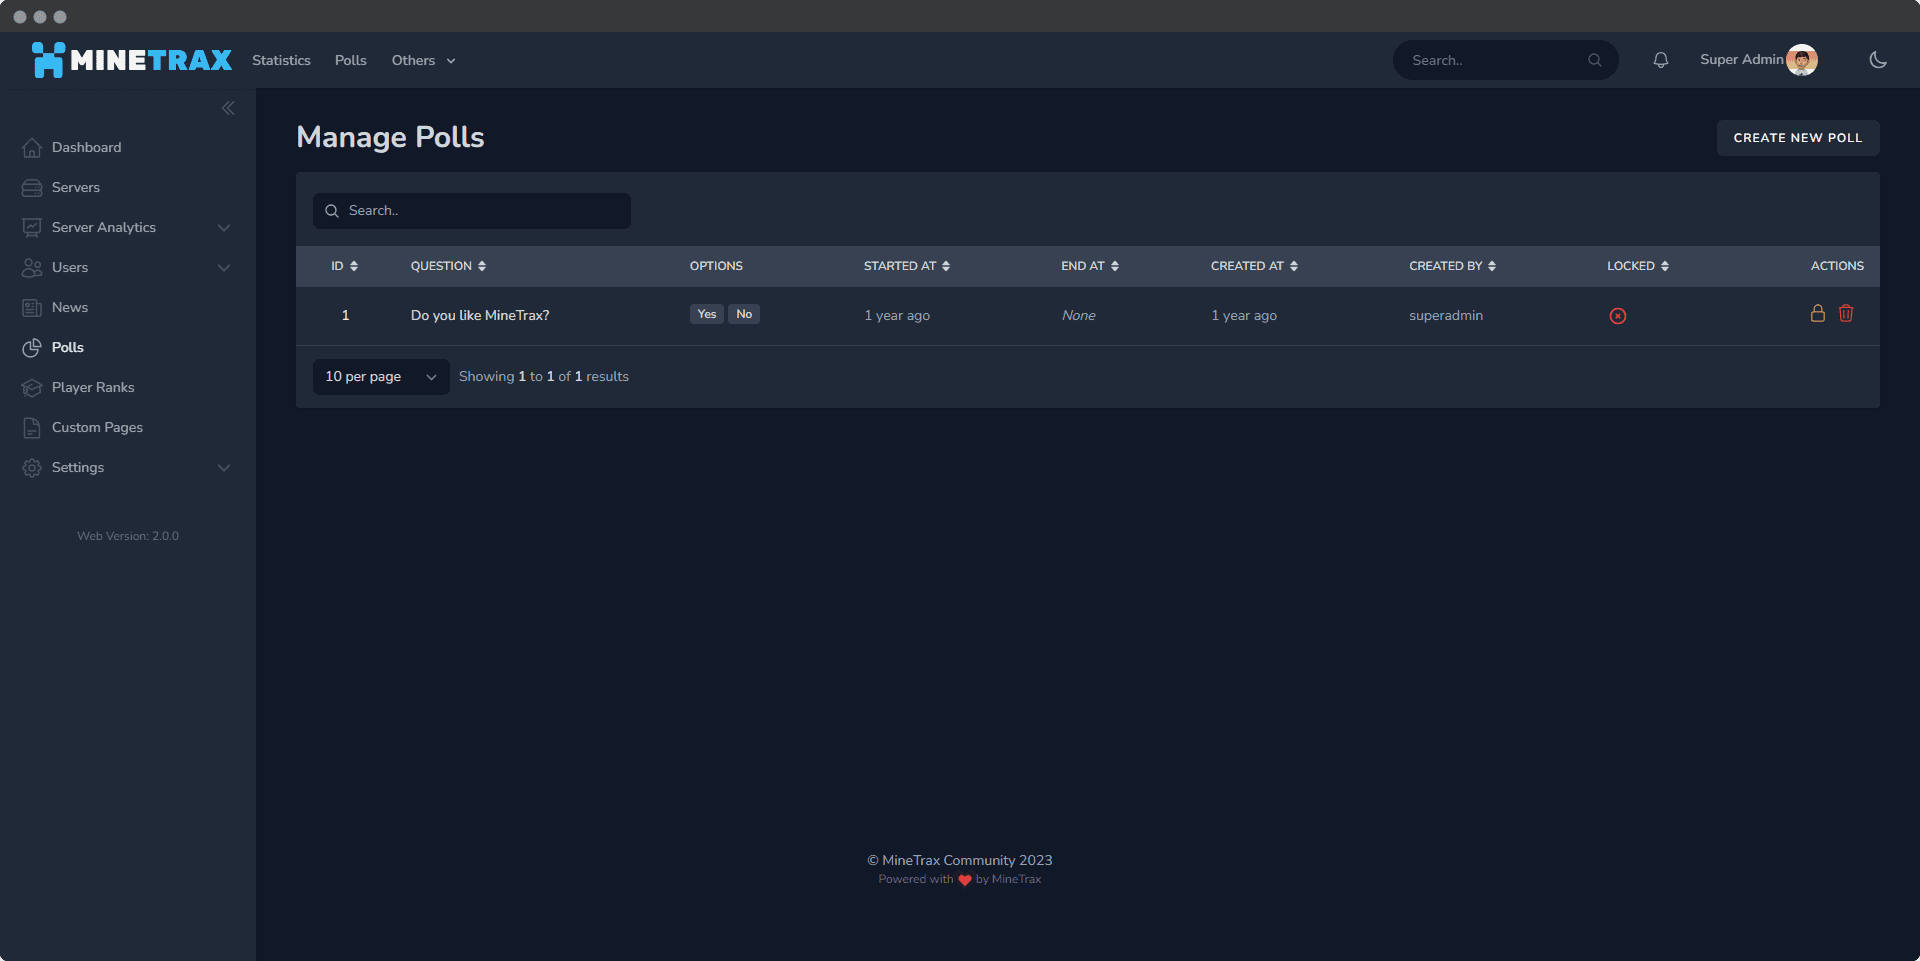 MINETRAX Statistics Polls Others Search.. Super Admin
Dashboard
Servers
Server Analytics
Users
News
Polls
Player Ranks
Custom Pages
Settings
Web Version: 2.0.0
Manage Polls CREATE NEW POLL
Search..
ID QUESTION OPTIONS STARTED AT END AT CREATED AT CREATED BY LOCKED ACTIONS
1 Do you like MineTrax? Yes No 1 year ago None 1 year ago superadmin
10 per page Showing 1 to 1 of 1 results
© MineTrax Community 2023
Powered with ❤ by MineTrax